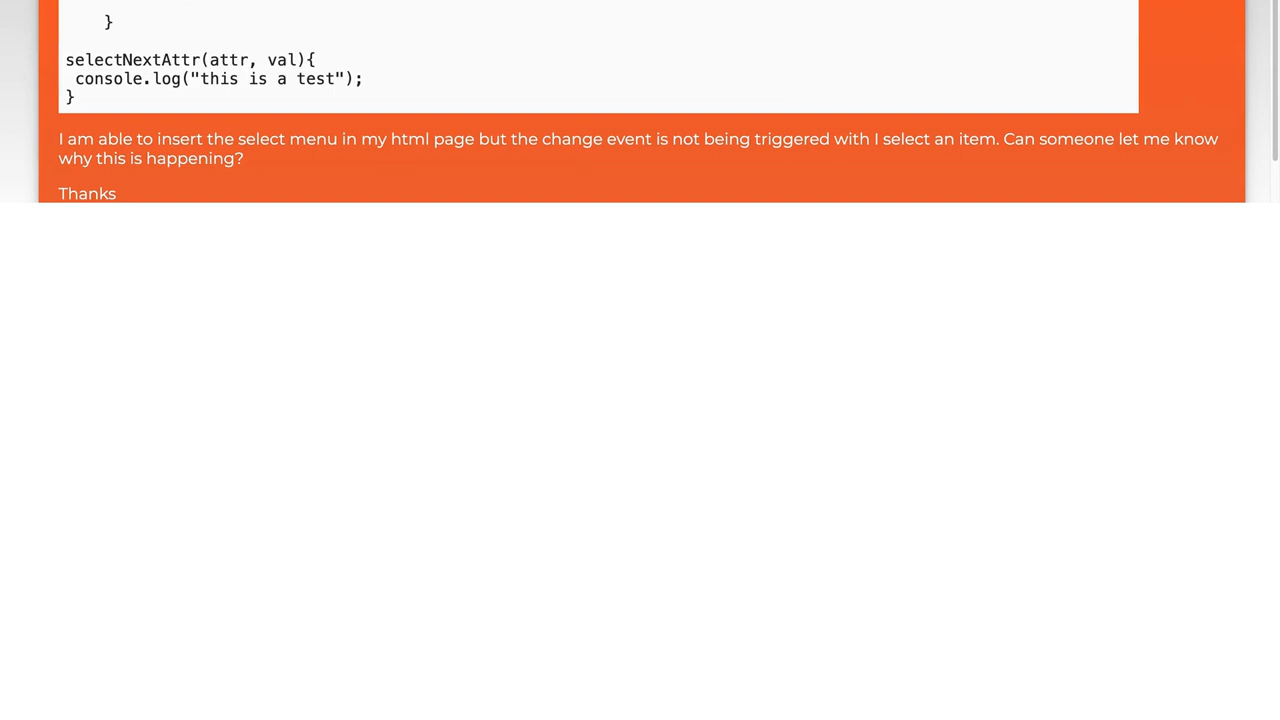 }
selectNextAttr(attr, val){
console.log("this is a test");
}
I am able to insert the select menu in my html page but the change event is not being triggered with I select an item. Can someone let me know
why this is happening?
Thanks